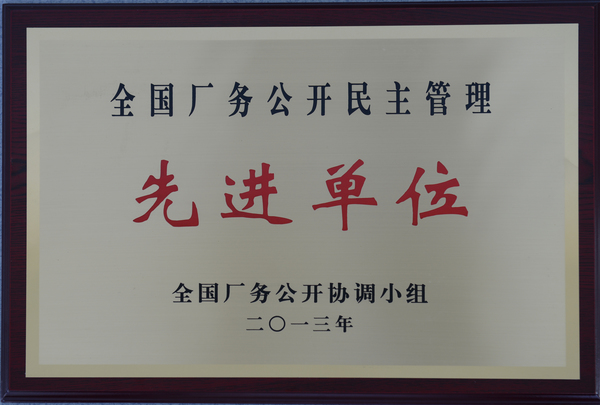 全国厂务公开民主管理
先进单位
全国厂务公开协调小组
二〇一三年